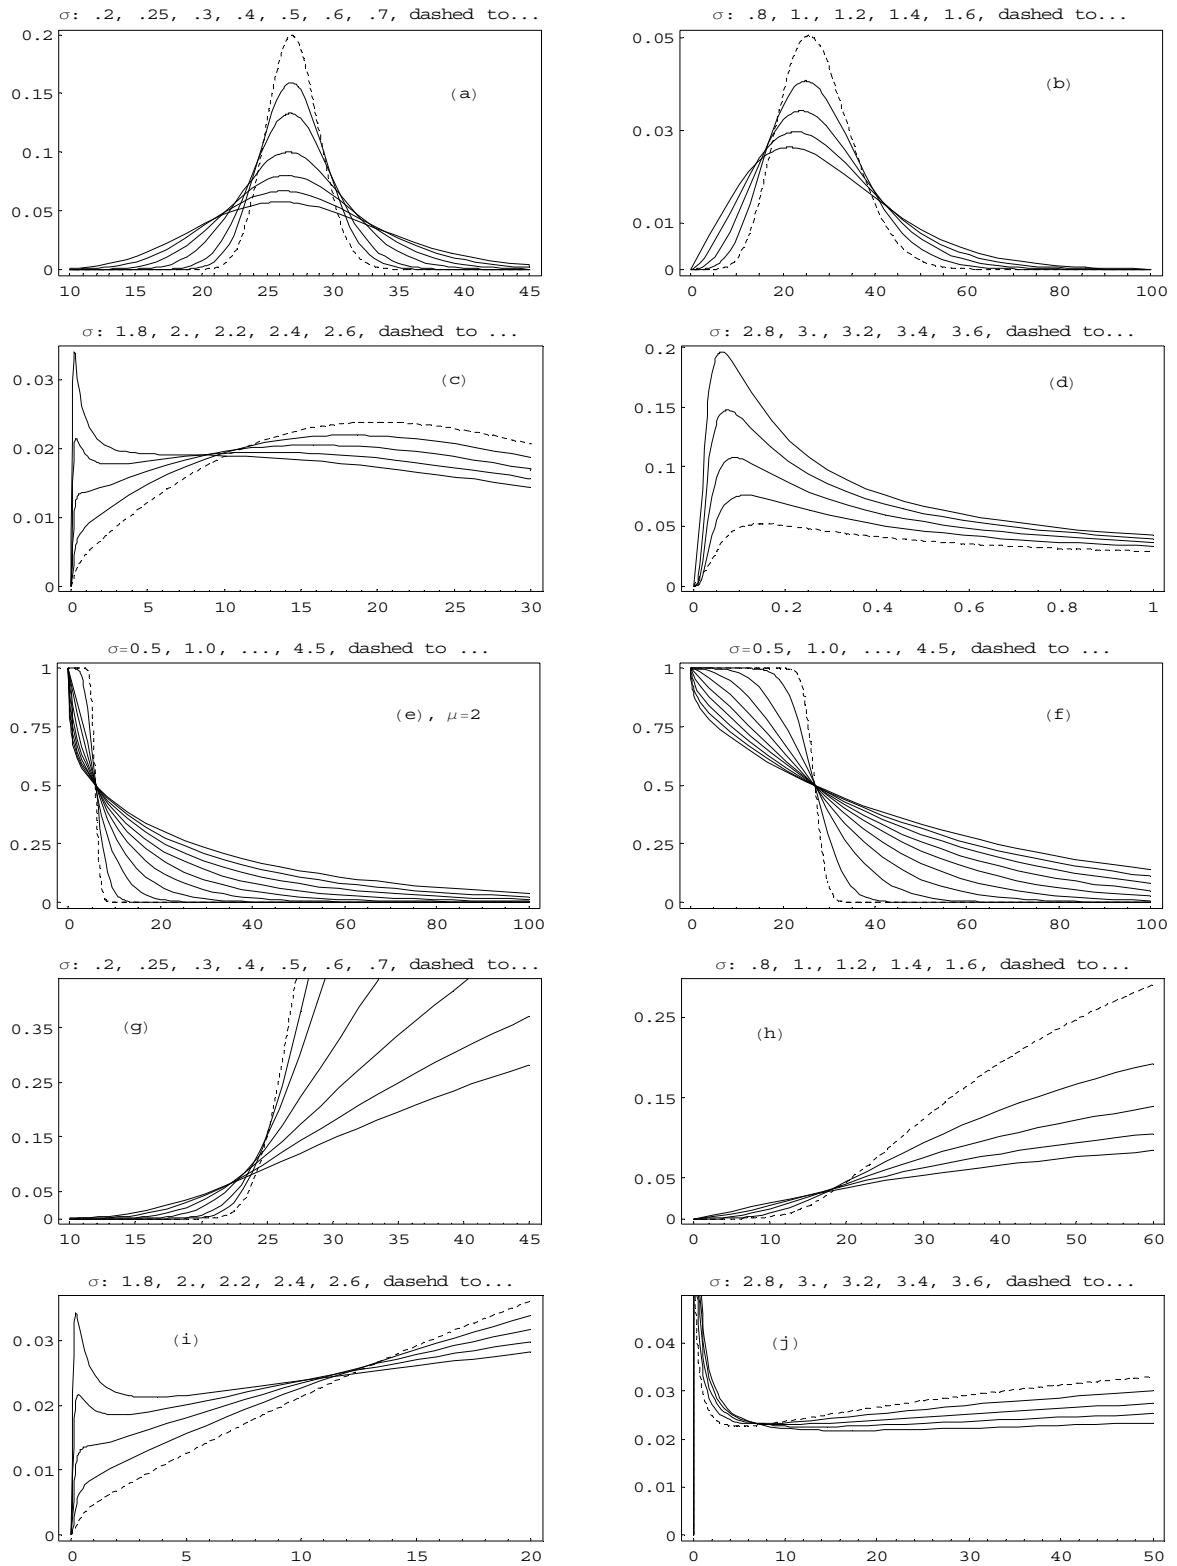 σ: .2, .25, .3, .4, .5, .6, .7, dashed to...
0.2
0.15
0.1
0.05
0
(a)
10 15 20 25 30 35 40 45
σ: .8, 1., 1.2, 1.4, 1.6, dashed to...
0.05
0.03
0.01
0
(b)
0 20 40 60 80 100
σ: 1.8, 2., 2.2, 2.4, 2.6, dashed to ...
0.03
0.02
0.01
0
(c)
0 5 10 15 20 25 30
σ: 2.8, 3., 3.2, 3.4, 3.6, dashed to...
0.2
0.15
0.1
0.05
0
(d)
0 0.2 0.4 0.6 0.8 1
σ=0.5, 1.0, ..., 4.5, dashed to ...
1
0.75
0.5
0.25
0
(e), μ=2
0 20 40 60 80 100
σ=0.5, 1.0, ..., 4.5, dashed to ...
1
0.75
0.5
0.25
0
(f)
0 20 40 60 80 100
σ: .2, .25, .3, .4, .5, .6, .7, dashed to...
0.35
0.25
0.15
0.05
0
(g)
10 15 20 25 30 35 40 45
σ: .8, 1., 1.2, 1.4, 1.6, dashed to...
0.25
0.15
0.05
0
(h)
0 10 20 30 40 50 60
σ: 1.8, 2., 2.2, 2.4, 2.6, dasehd to...
0.03
0.02
0.01
0
(i)
0 5 10 15 20
σ: 2.8, 3., 3.2, 3.4, 3.6, dashed to...
0.04
0.03
0.02
0.01
0
(j)
0 10 20 30 40 50